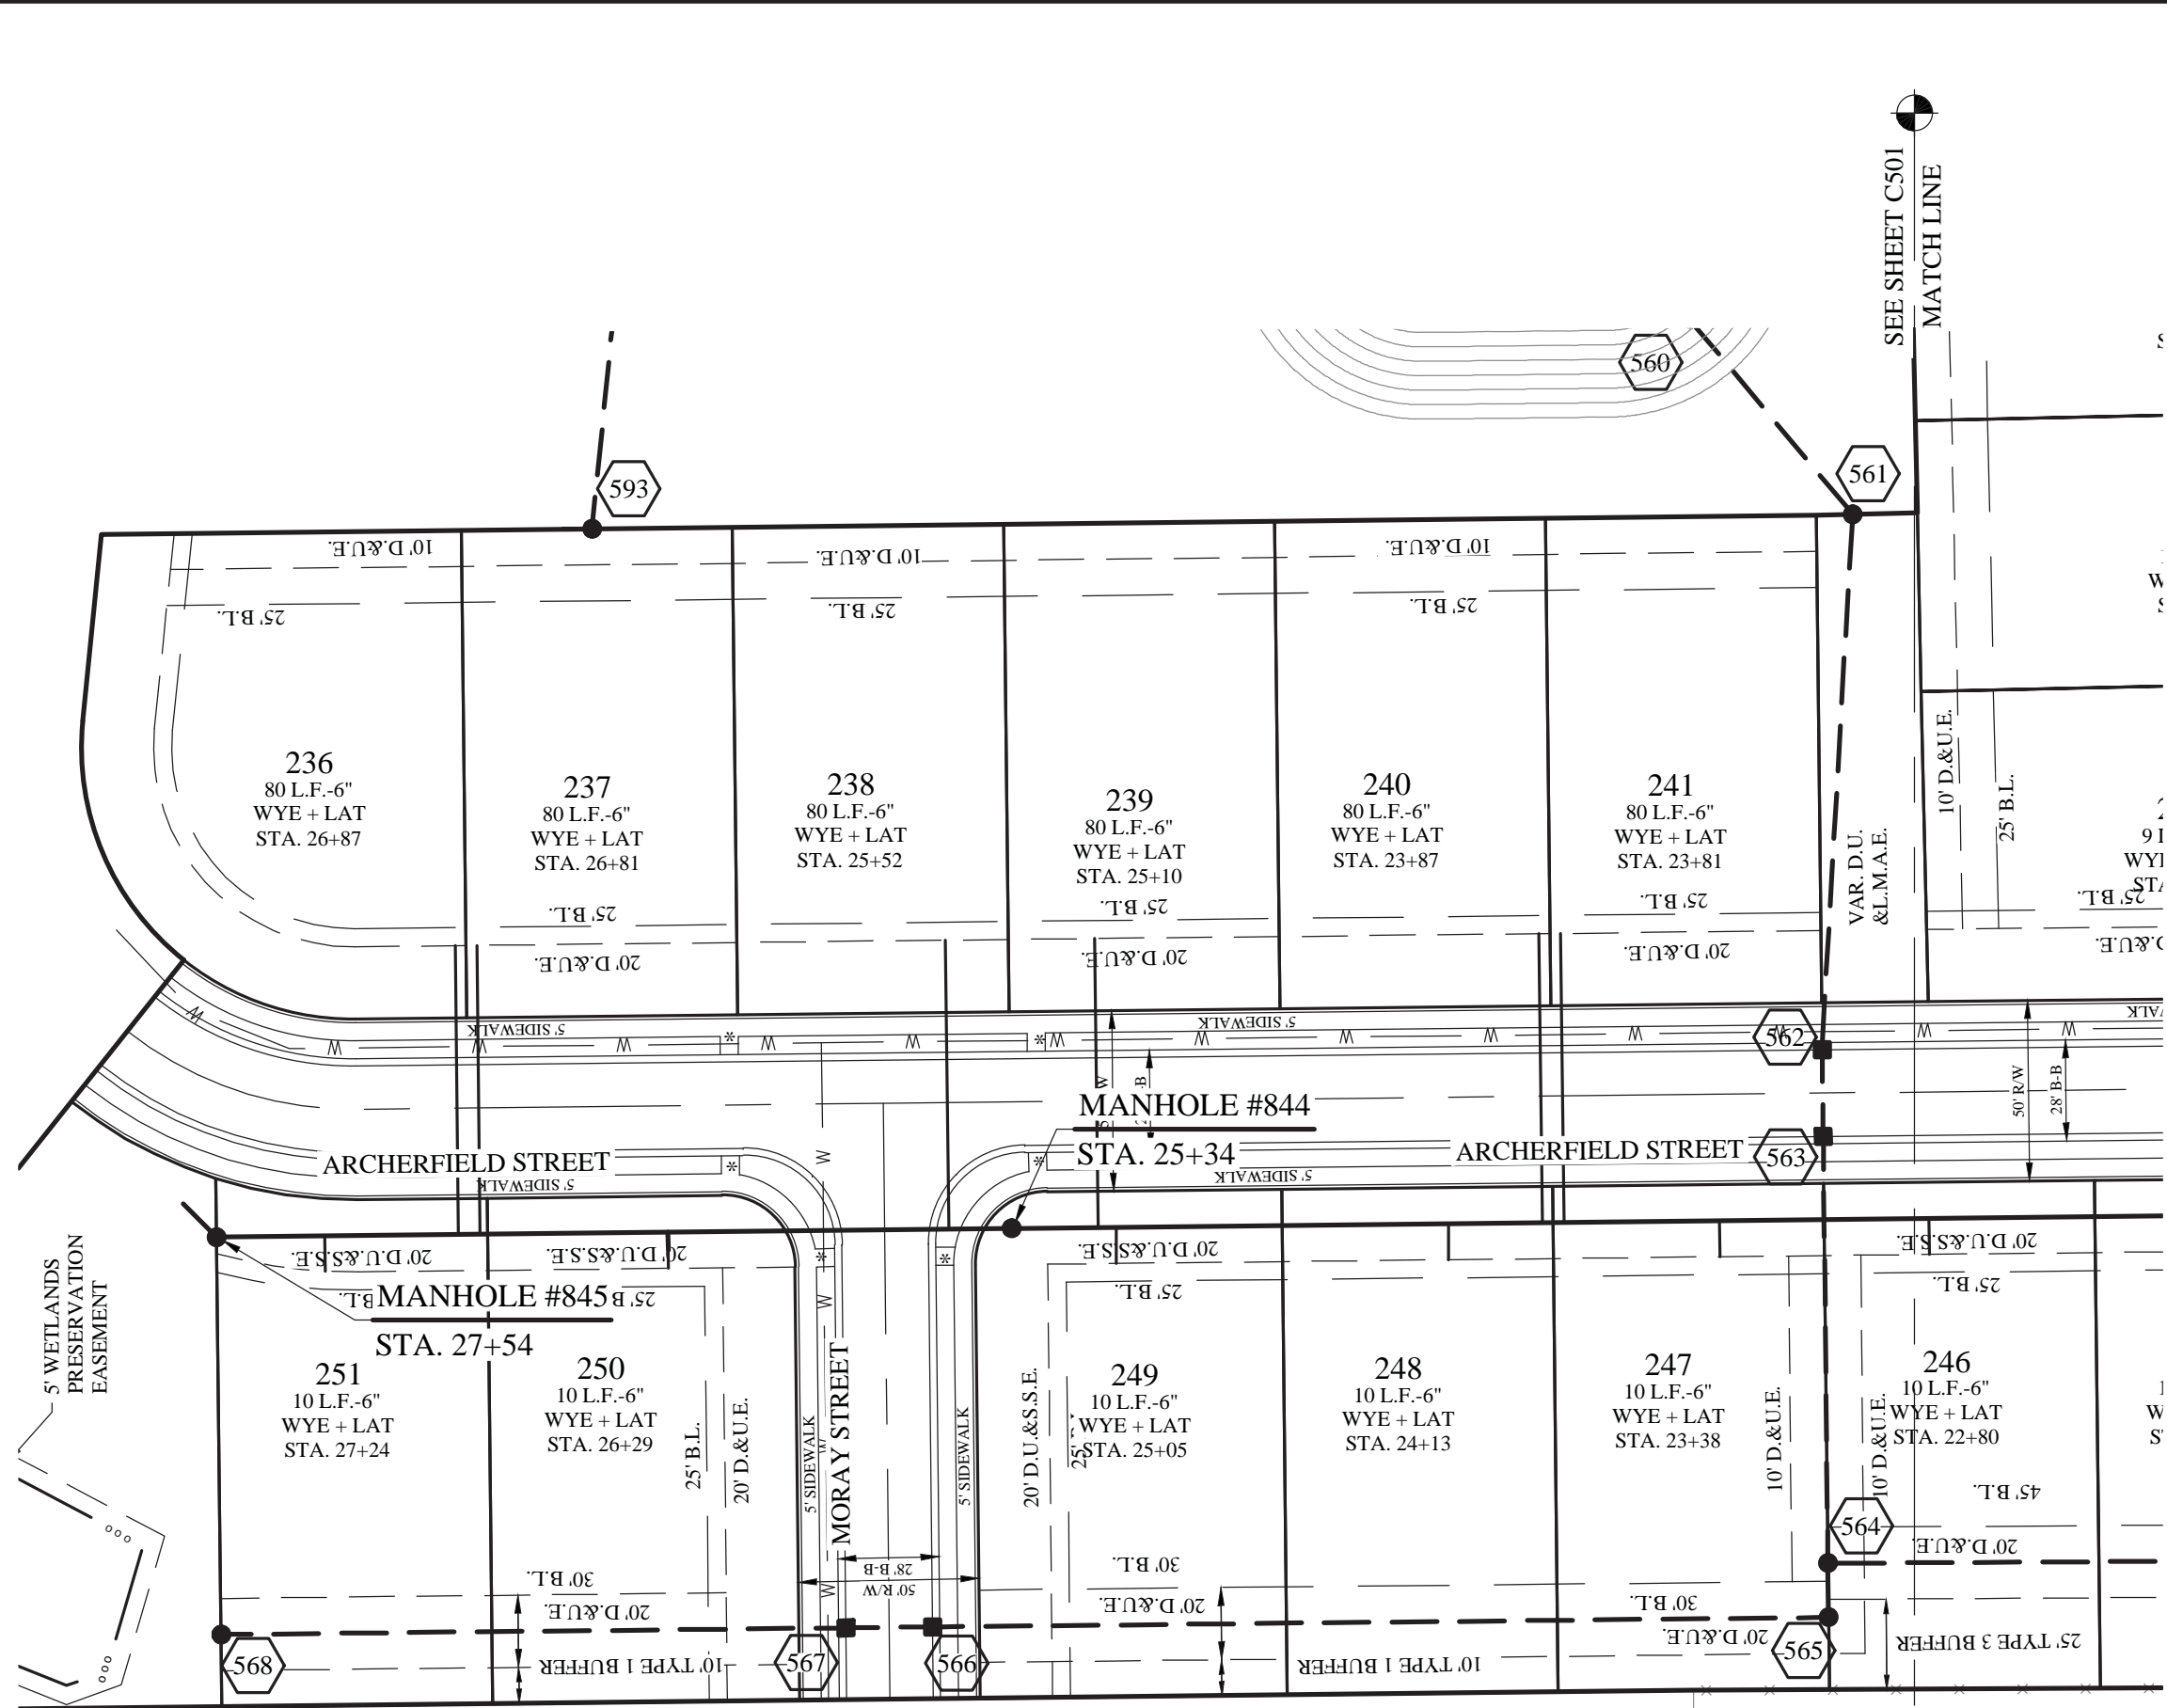 SEE SHEET C501
MATCH LINE
560
561
593
10' D.&U.E.
10' D.&U.E.
10' D.&U.E.
25' B.L.
25' B.L.
25' B.L.
236
80 L.F.-6"
WYE + LAT
STA. 26+87
237
80 L.F.-6"
WYE + LAT
STA. 26+81
238
80 L.F.-6"
WYE + LAT
STA. 25+52
239
80 L.F.-6"
WYE + LAT
STA. 25+10
240
80 L.F.-6"
WYE + LAT
STA. 23+87
241
80 L.F.-6"
WYE + LAT
STA. 23+81
10' D.&U.E.
25' B.L.
VAR. D.U.
&L.M.A.E.
25' B.L.
25' B.L.
25' B.L.
25' B.L.
20' D.&U.E.
20' D.&U.E.
20' D.&U.E.
5' SIDEWALK
5' SIDEWALK
W
W
W
W
W
W
W
W
W
W
W
W
W
562
50' R/W
28' B-B
MANHOLE #844
STA. 25+34
ARCHERFIELD STREET
ARCHERFIELD STREET
563
5' SIDEWALK
5' SIDEWALK
W
20' D.U.&S.S.E.
20' D.U.&S.S.E.
20' D.U.&S.S.E.
20' D.U.&S.S.E.
25' B.L.
25' B.L.
MANHOLE #845
STA. 27+54
5' WETLANDS
PRESERVATION
EASEMENT
251
10 L.F.-6"
WYE + LAT
STA. 27+24
250
10 L.F.-6"
WYE + LAT
STA. 26+29
249
10 L.F.-6"
WYE + LAT
STA. 25+05
248
10 L.F.-6"
WYE + LAT
STA. 24+13
247
10 L.F.-6"
WYE + LAT
STA. 23+38
246
10 L.F.-6"
WYE + LAT
STA. 22+80
25' B.L.
20' D.&U.E.
5' SIDEWALK
W
W
MORAY STREET
5' SIDEWALK
20' D.U.&S.S.E.
10' D.&U.E.
10' D.&U.E.
45' B.L.
564
20' D.&U.E.
28' B-B
50' R/W
30' B.L.
30' B.L.
30' B.L.
20' D.&U.E.
20' D.&U.E.
20' D.&U.E.
568
10' TYPE 1 BUFFER
567
566
10' TYPE 1 BUFFER
565
25' TYPE 3 BUFFER